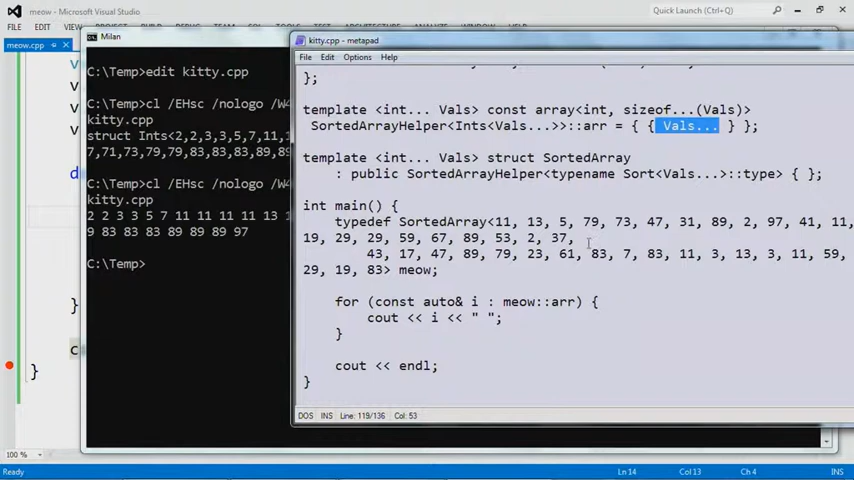 meow - Microsoft Visual Studio
Quick Launch (Ctrl+Q)
FILE EDIT VIEW
meow.cpp
Milan
C:\Temp>edit kitty.cpp
C:\Temp>cl /EHsc /nologo /W4
kitty.cpp
struct Ints<2,2,3,3,5,7,11,1
7,71,73,79,79,83,83,83,89,89
C:\Temp>cl /EHsc /nologo /W4
kitty.cpp
2 2 3 3 5 7 11 11 11 11 13 1
9 83 83 83 89 89 89 97
C:\Temp>
kitty.cpp - metapad
File Edit Options Help
};
template <int... Vals> const array<int, sizeof...(Vals)>
SortedArrayHelper<Ints<Vals...>>::arr = { { Vals... } };
template <int... Vals> struct SortedArray
: public SortedArrayHelper<typename Sort<Vals...>::type> { };
int main() {
typedef SortedArray<11, 13, 5, 79, 73, 47, 31, 89, 2, 97, 41, 11,
19, 29, 29, 59, 67, 89, 53, 2, 37,
43, 17, 47, 89, 79, 23, 61, 83, 7, 83, 11, 3, 13, 3, 11, 59,
29, 19, 83> meow;
for (const auto& i : meow::arr) {
cout << i << " ";
}
cout << endl;
}
DOS INS Line: 119/136 Col: 53
v
v
v
d
}
c
}
100 %
Ready
Ln 14 Col 13 Ch 4 INS